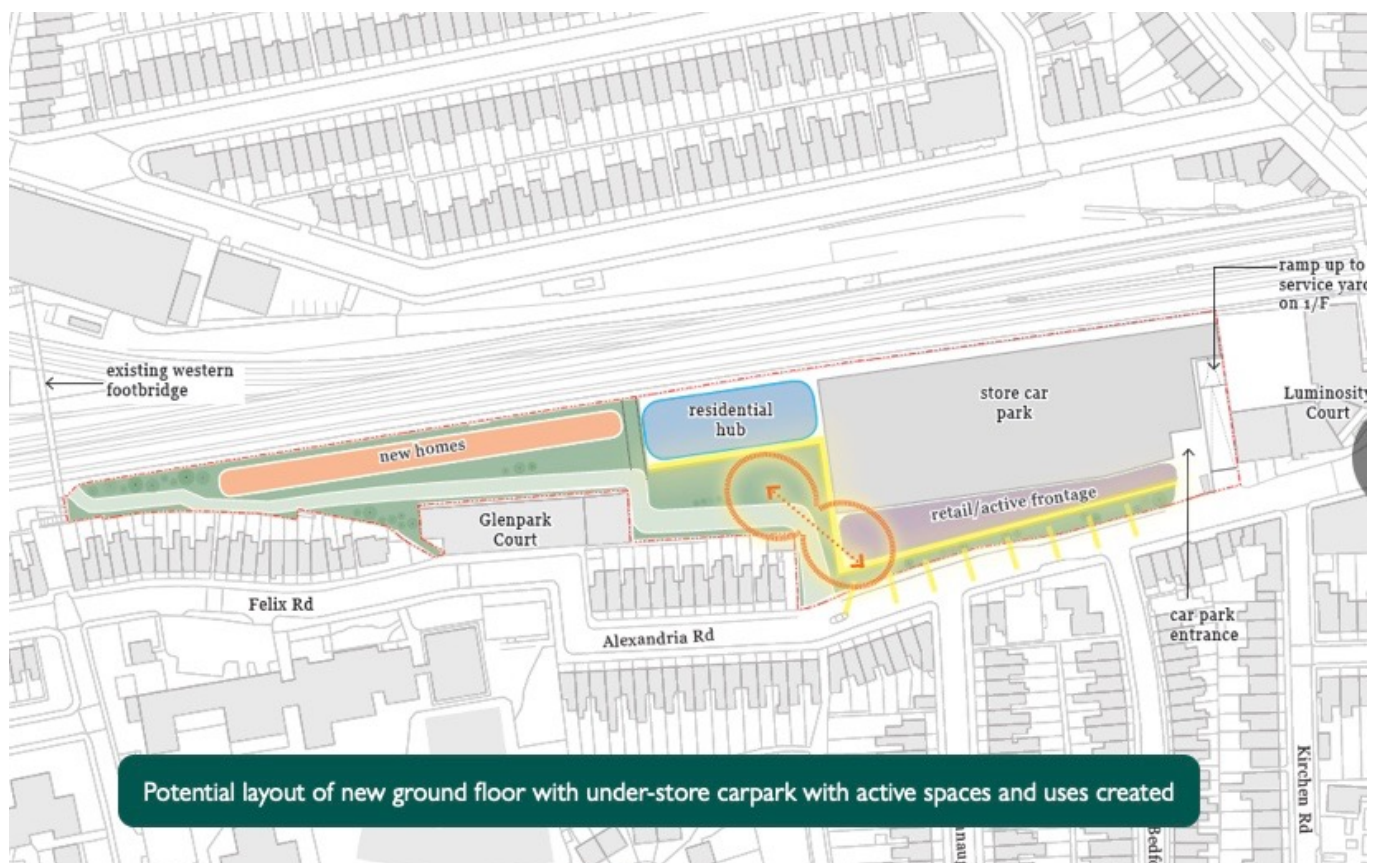 ramp up to
service yard
on 1/F
existing western
footbridge
store car
park
Luminosity
Court
residential
hub
new homes
retail/active frontage
Glenpark
Court
Felix Rd
Alexandria Rd
car park
entrance
Kirchen Rd
Potential layout of new ground floor with under-store carpark with active spaces and uses created